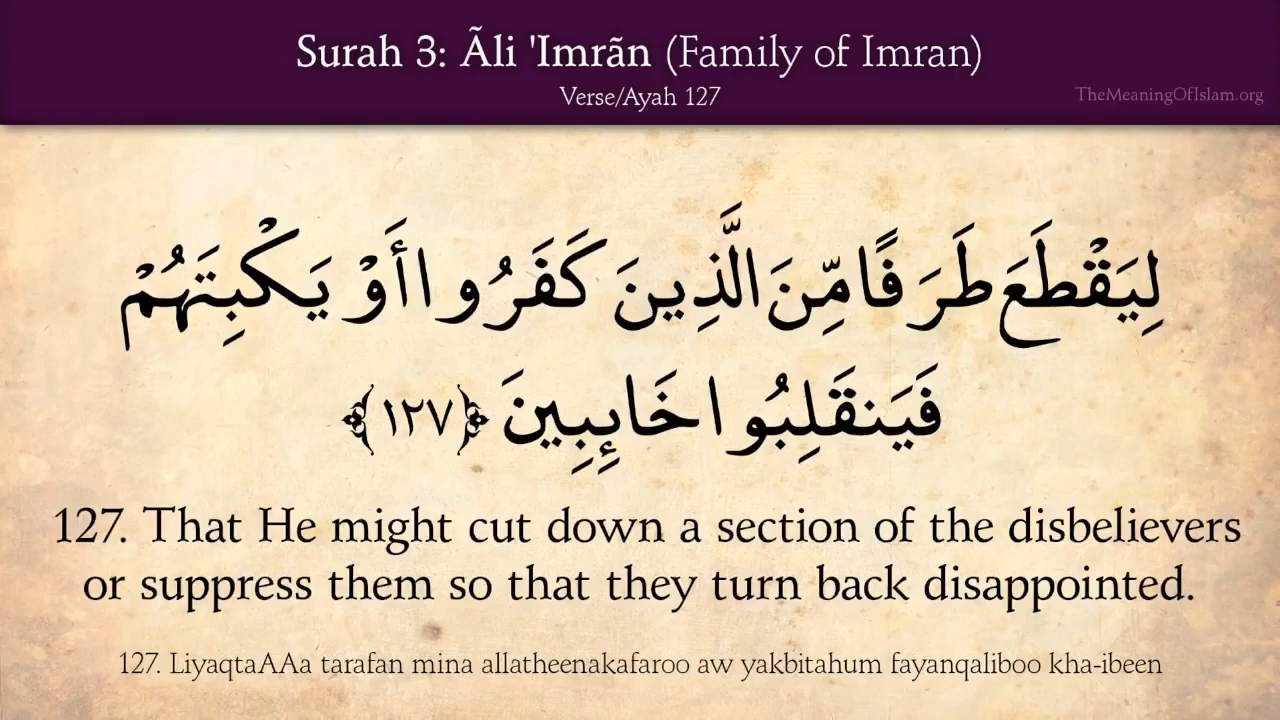 Surah 3: Ãli 'Imrãn (Family of Imran)
Verse/Ayah 127
TheMeaningOfIslam.org
لِيَقْطَعَ طَرَفًا مِّنَ الَّذِينَ كَفَرُوا أَوْ يَكْبِتَهُمْ
فَيَنقَلِبُوا خَائِبِينَ ﴿١٢٧﴾
127. That He might cut down a section of the disbelievers
or suppress them so that they turn back disappointed.
127. LiyaqtaAAa tarafan mina allatheenakafaroo aw yakbitahum fayanqaliboo kha-ibeen